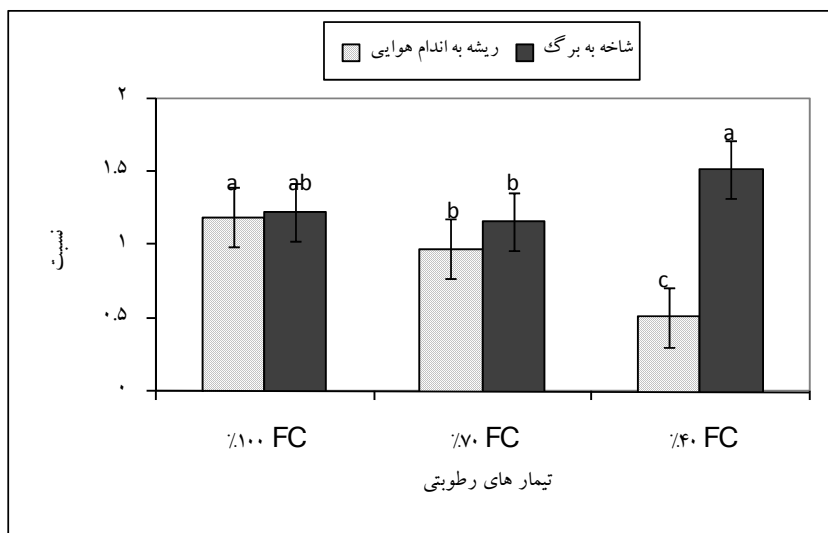 ریشه به اندام هوایی شاخه به برگ
۲
۱.۵
۱
۰.۵
۰
نسبت
a ab
b b
c a
٪۱۰۰ FC ٪۷۰ FC ٪۴۰ FC
تیمار های رطوبتی